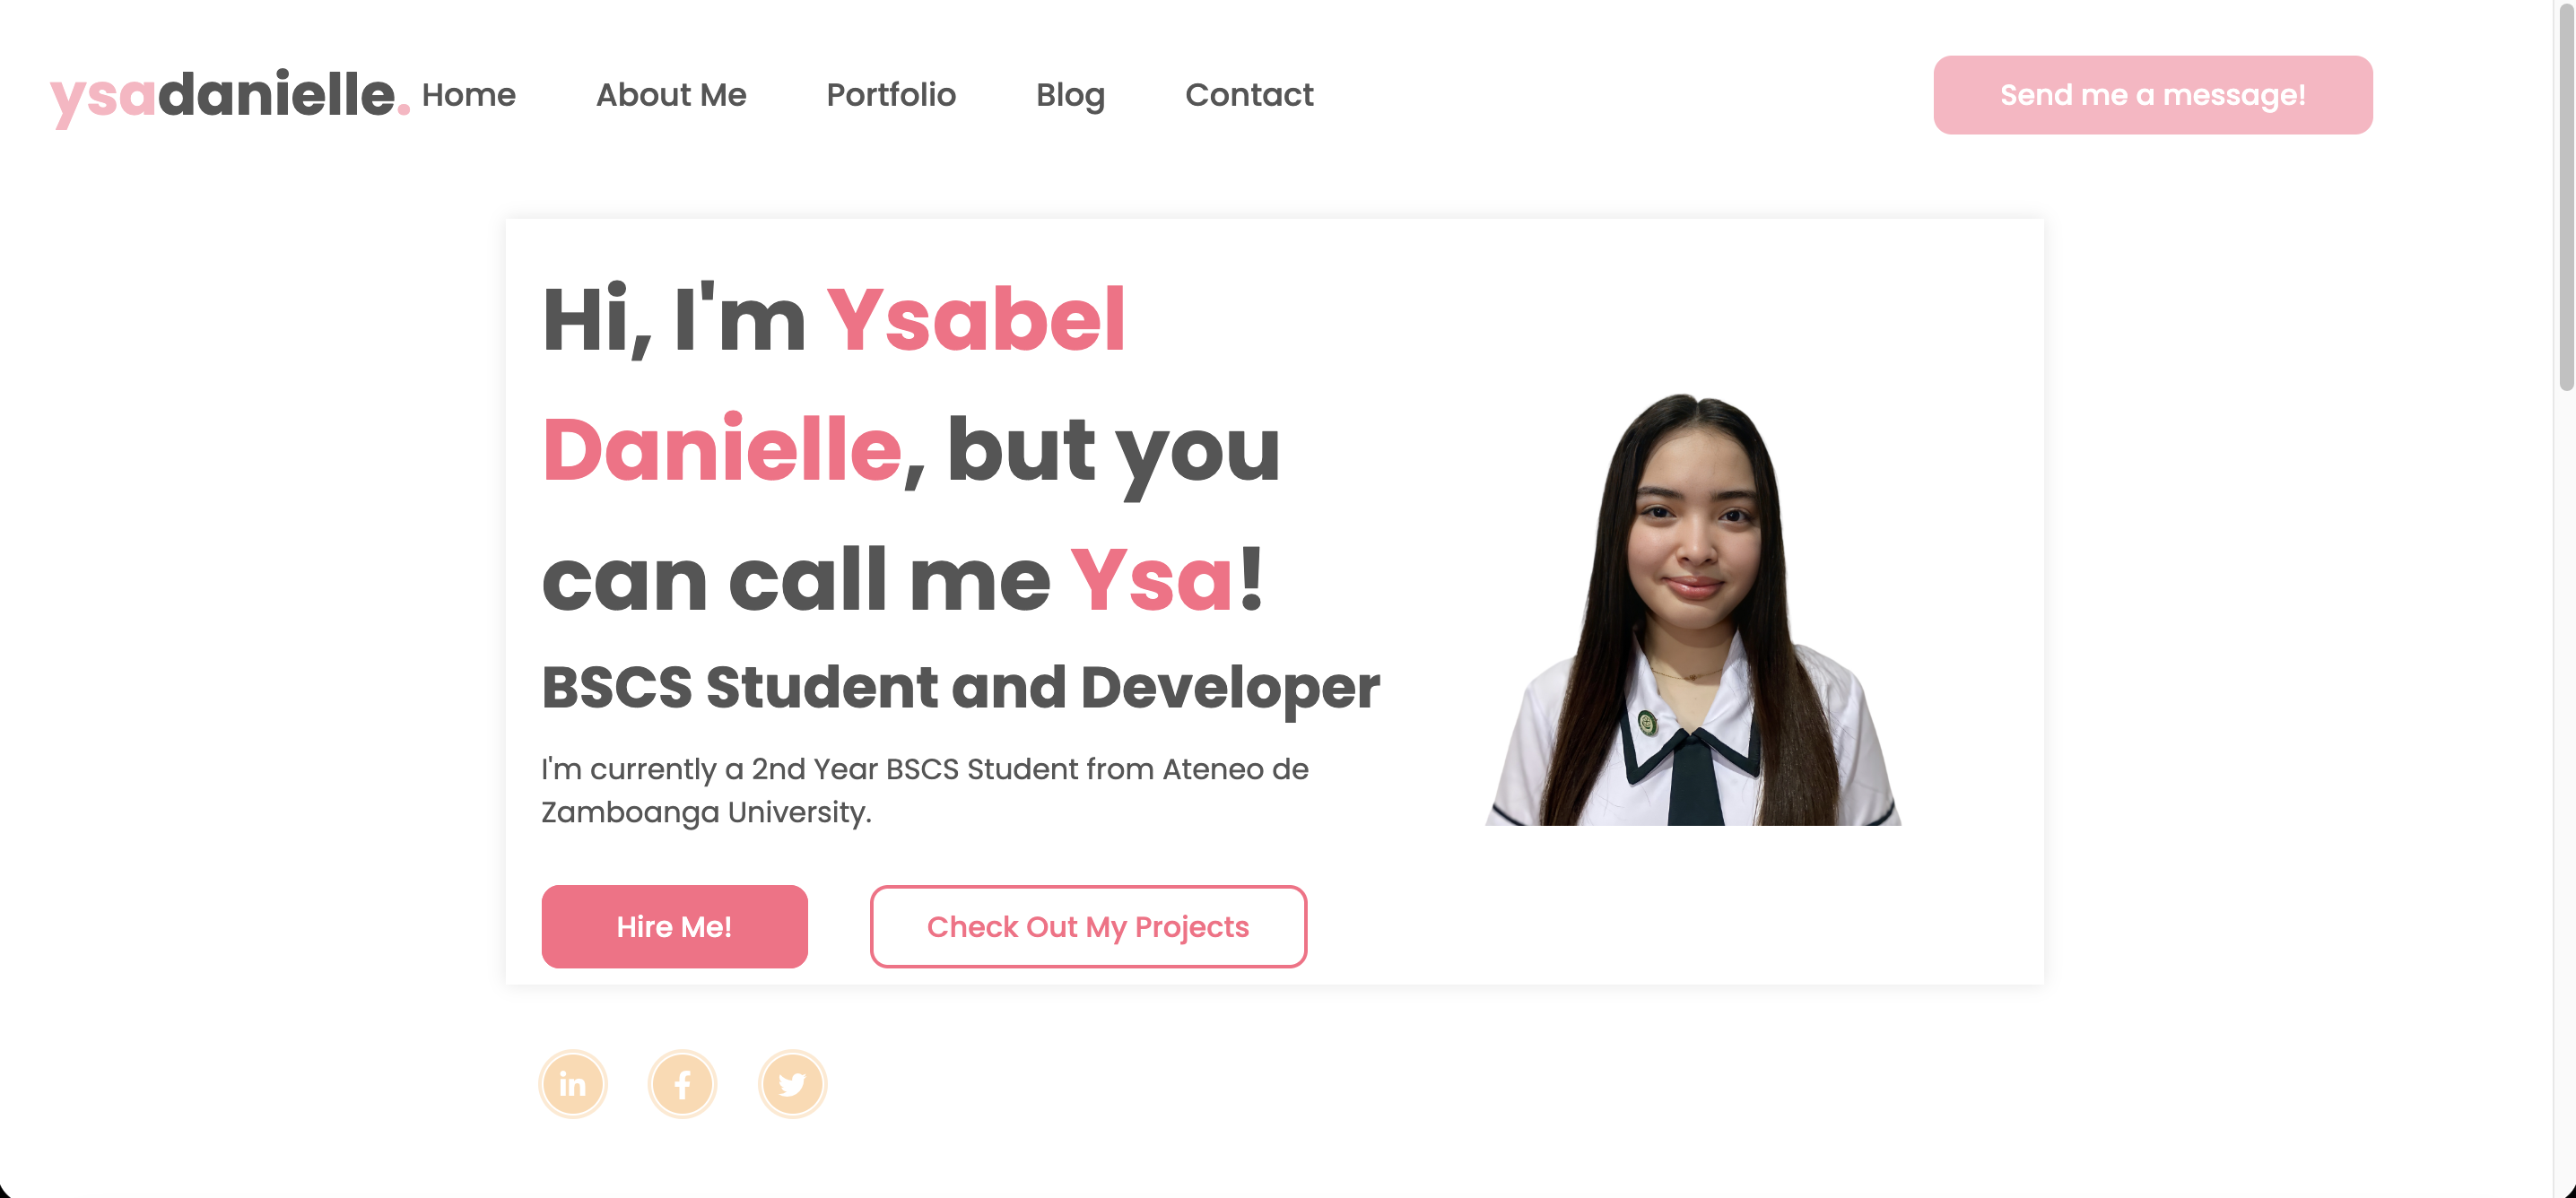 ysadanielle. Home About Me Portfolio Blog Contact Send me a message!
Hi, I'm Ysabel
Danielle, but you
can call me Ysa!
BSCS Student and Developer
I'm currently a 2nd Year BSCS Student from Ateneo de
Zamboanga University.
Hire Me! Check Out My Projects
in f